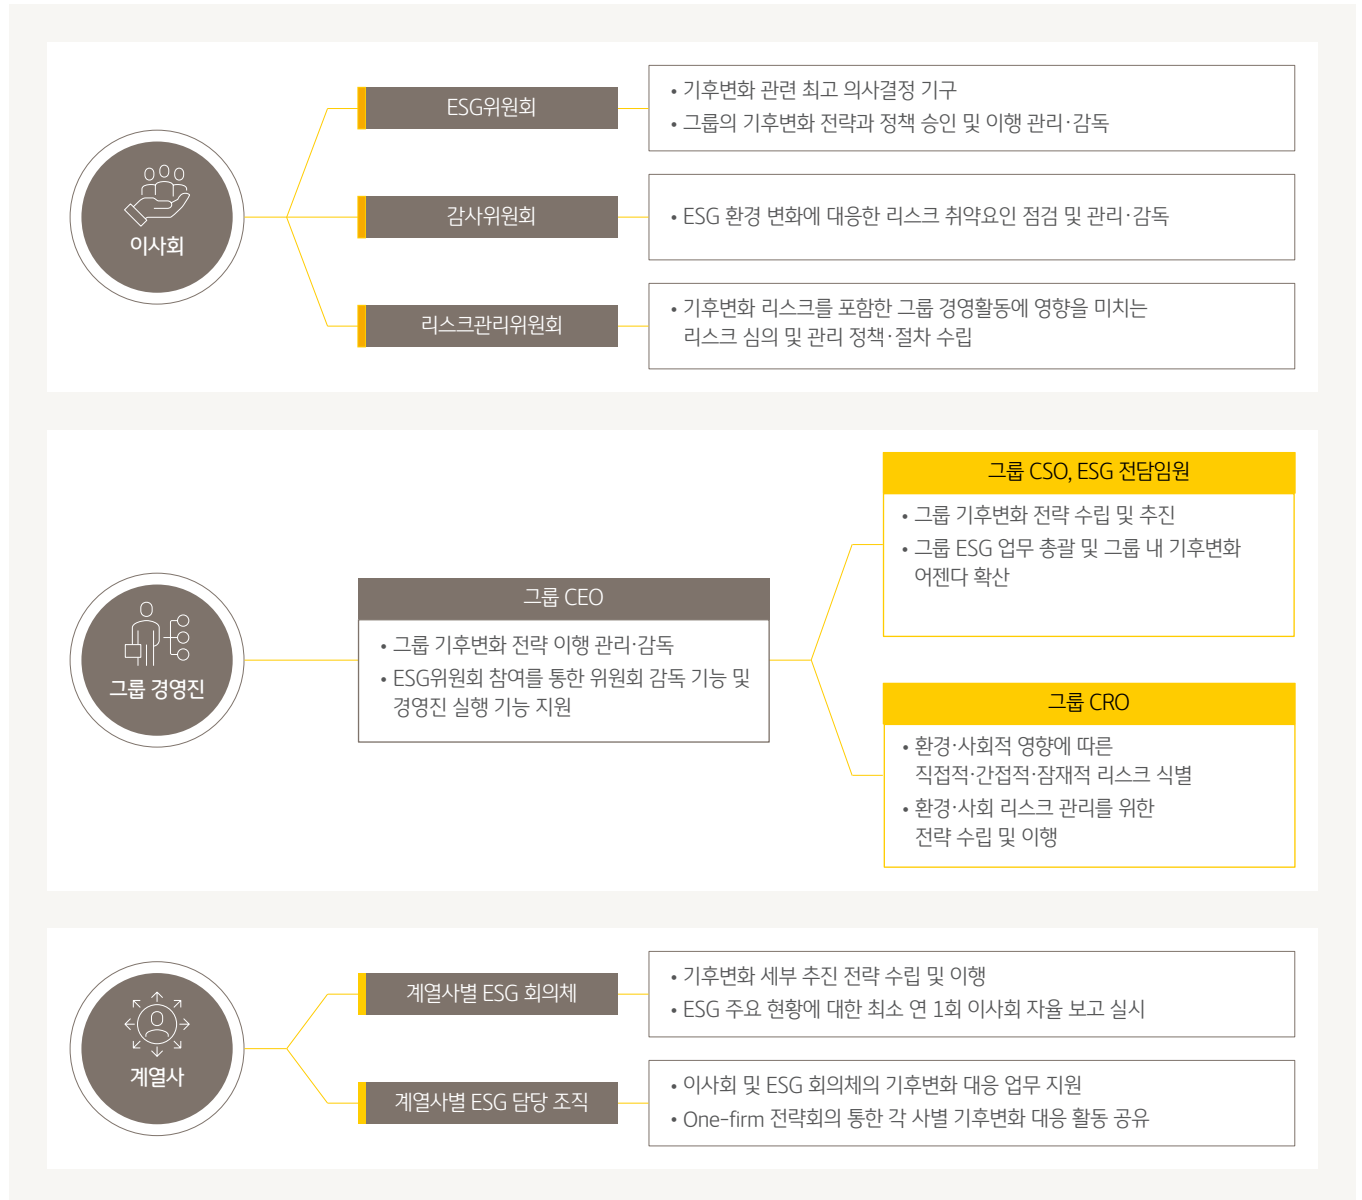 이사회
ESG위원회
• 기후변화 관련 최고 의사결정 기구
• 그룹의 기후변화 전략과 정책 승인 및 이행 관리·감독
감사위원회
• ESG 환경 변화에 대응한 리스크 취약요인 점검 및 관리·감독
리스크관리위원회
• 기후변화 리스크를 포함한 그룹 경영활동에 영향을 미치는
리스크 심의 및 관리 정책·절차 수립
그룹 경영진
그룹 CEO
• 그룹 기후변화 전략 이행 관리·감독
• ESG위원회 참여를 통한 위원회 감독 기능 및
경영진 실행 기능 지원
그룹 CSO, ESG 전담임원
• 그룹 기후변화 전략 수립 및 추진
• 그룹 ESG 업무 총괄 및 그룹 내 기후변화
어젠다 확산
그룹 CRO
• 환경·사회적 영향에 따른
직접적·간접적·잠재적 리스크 식별
• 환경·사회 리스크 관리를 위한
전략 수립 및 이행
계열사
계열사별 ESG 회의체
• 기후변화 세부 추진 전략 수립 및 이행
• ESG 주요 현황에 대한 최소 연 1회 이사회 자율 보고 실시
계열사별 ESG 담당 조직
• 이사회 및 ESG 회의체의 기후변화 대응 업무 지원
• One-firm 전략회의 통한 각 사별 기후변화 대응 활동 공유